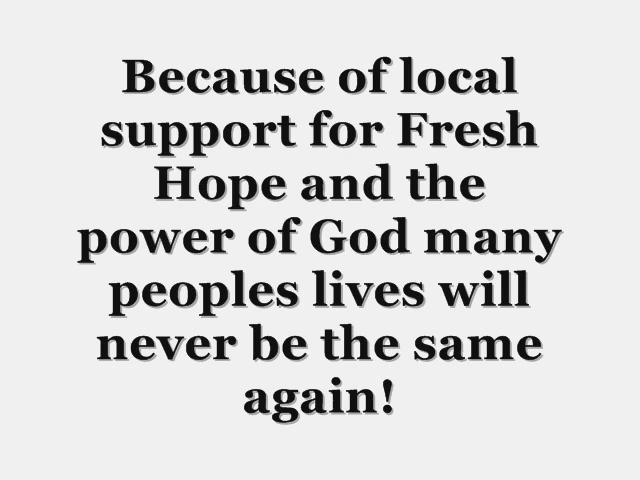 Because of local
support for Fresh
Hope and the
power of God many
peoples lives will
never be the same
again!